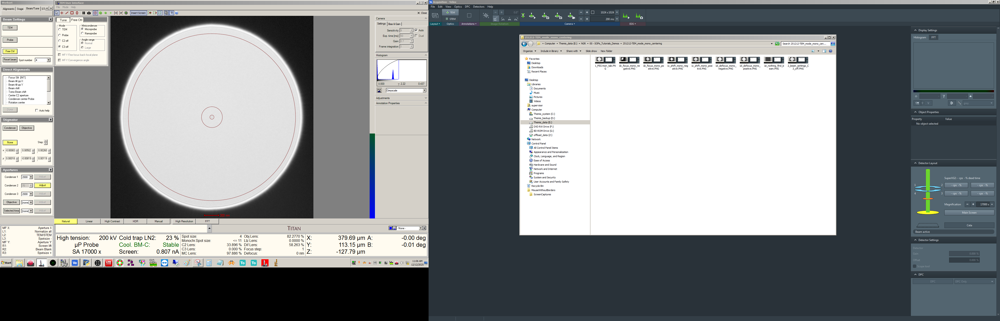 Workset
Alignments Stage Beam/Tune STI
Beam Settings
TEM
Probe
Free Ctrl
Reset beam Spot number 4
Direct Alignments
Focus Slit [INT]
Beam tilt pp X
Beam tilt pp Y
Beam shift
Tomo Beam shift
Center C2 aperture
Condenser center Probe
Rotation center
Done Auto help
Stigmator
Condenser Objective
None Step:
x -0.00083 0.00502 0.00260
y 0.00018 -0.00819 0.00119
Apertures
Condenser 1 2000 Adjust
Condenser 2 70 Adjust
Condenser 3 2000 Adjust
Objective [none] Adjust
Selected Area [none] Adjust
MF X: Aperture X
L1: Normalize all
L2: TEM/STEM
L3: Spotsize -
MF Y: Aperture Y
R1: Screen lift
R2: Beam Blank
R3: Spotsize +
TEM User Interface
File Mode Help
Insert Screen
Close
Tune Free Ctrl
Mode
TEM
Probe
C2 off
C3 off
Minicondenser
Microprobe
Nanoprobe
Angle range
Normal
Large
MF-Y Fine focus back-focal plane
MF-Y Convergence angle
200 nm
Camera
Settings Bias & Gain
Sensitivity: 9 Auto
Exp. time [ms]: 50 Dual
Gain: 0.7
Frame integration: 1
Histogram
0.000 γ: 2.22 0.437
Greyscale
Adjustments
Annotation Properties
Natural Linear High Contrast HDR Manual High Resolution FFT
TITAN
- None -
High tension: 200 kV
µP Probe
SA 17000 x
Cold trap LN2: 23 %
Cool. BM-C: Stable
Screen: 0.807 nA
Spot size: 4
Monochr.Spot size: <= 11
C2 Lens: 33.896 %
C3 Lens: 0.000 %
MC Lens: 97.886 %
Obj Lens: 82.2770 %
Ltz Lens: 0.0000 %
Dif Lens: 58.263 %
Focus step: 1
Defocus: 0 nm
X: 379.69 µm A: -0.00 deg
Y: 113.15 µm B: -0.01 deg
Z: -127.79 µm
Start
Ve
To
To
11:06 AM
12/12/2025
Ve Acquisition - Velox
File Edit View Optics DPC Detectors Help
TEM
STEM
0.0°
1024 x 1024
200 ms
Layout Optics Annotations Image Rotation Camera EDS
251212-TEM_mode_mono_centering
Computer Themis_data (E:) NGR 00 - SOPs_Tutorials_Demos 251212-TEM_mode_mono_centering
Search 251212-TEM_mode_mono_cen...
Organize Include in library Share with Slide show New folder
Favorites
Desktop
Downloads
Recent Places
Desktop
Libraries
Documents
Music
Pictures
Videos
supervisor
Computer
Themis_system (C:)
Themis_backup (D:)
Themis_data (E:)
DVD RW Drive (F:)
BD-ROM Drive (G:)
offload_data (Z:)
Network
Control Panel
All Control Panel Items
Appearance and Personalization
Clock, Language, and Region
Ease of Access
Hardware and Sound
Network and Internet
Programs
System and Security
User Accounts and Family Safety
Recycle Bin
MouseWithoutBorders
ScreenCaptures
1_FEG-mon_tab.PNG
1b_focus_mono_negative.PNG
1b_focus_mono_positive.PNG
1c_shift_mono_negative.PNG
1c_shift_mono_positive.PNG
1d_defocus_mono_negative.PNG
1d_defocus_mono_positive.PNG
1e_nothing_find_beam.PNG
2_beam_settings_C3_off.PNG
Display Settings
Histogram FFT
γ
grey
Object Properties
Property Value
No object selected
Detector Layout
SuperXG2: - cps -% dead time
1 2
- cps -% - cps -%
4 3
- cps -% - cps -%
Magnification 17000 x
Main Screen
Ceta
Beam active
Detector Settings
Detector
Gain 0.000 %
Offset 0.000 %
Scope tool
DPC
DPC DPC Only